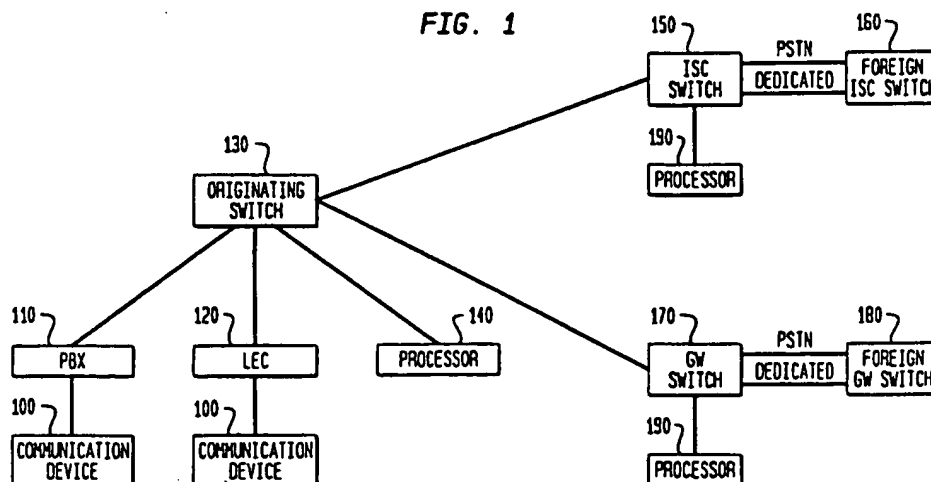 FIG. 1
150
160
ISC
SWITCH
PSTN
DEDICATED
FOREIGN
ISC SWITCH
130
190
ORIGINATING
SWITCH
PROCESSOR
110
120
140
170
180
PBX
LEC
PROCESSOR
GW
SWITCH
PSTN
DEDICATED
FOREIGN
GW SWITCH
100
100
190
COMMUNICATION
DEVICE
COMMUNICATION
DEVICE
PROCESSOR